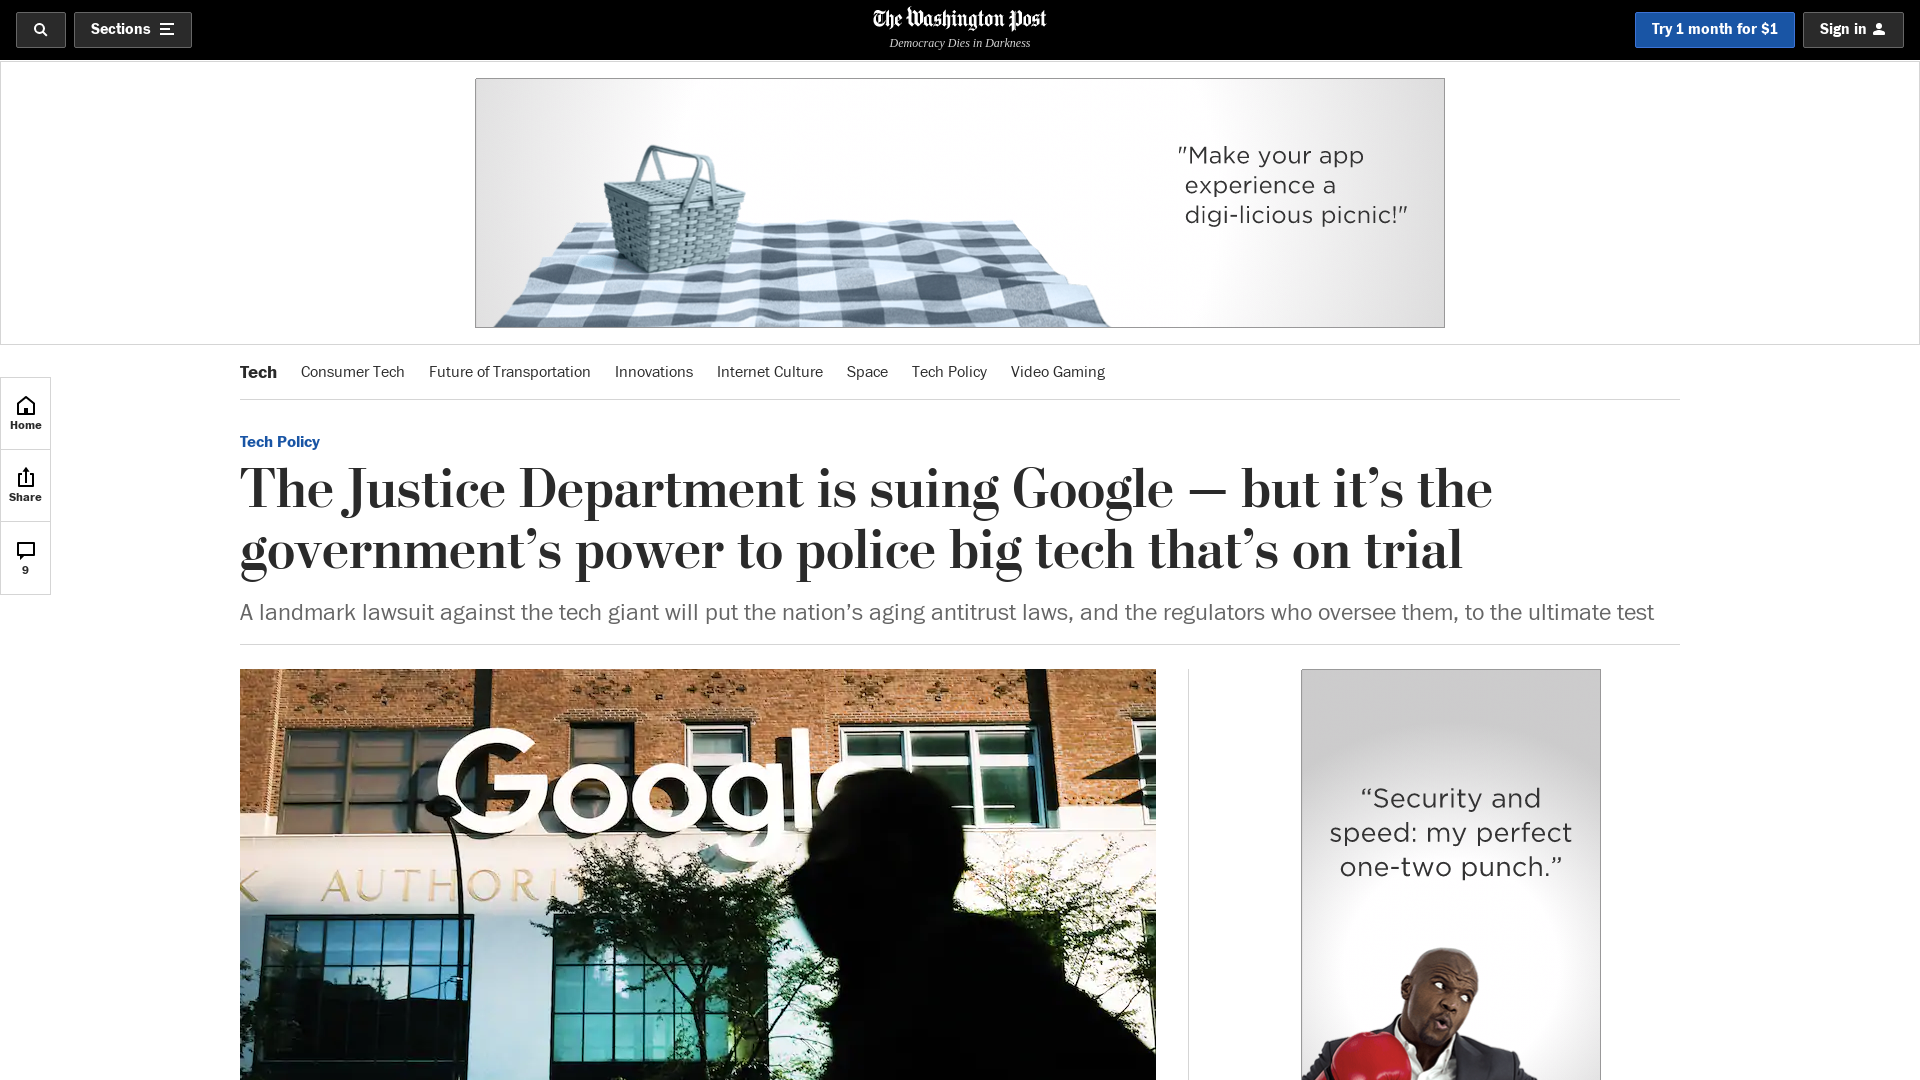 Sections
The Washington Post
Democracy Dies in Darkness
Try 1 month for $1
Sign in
"Make your app
experience a
digi-licious picnic!"
Tech
Consumer Tech
Future of Transportation
Innovations
Internet Culture
Space
Tech Policy
Video Gaming
Home
Share
9
Tech Policy
The Justice Department is suing Google — but it’s the
government’s power to police big tech that’s on trial
A landmark lawsuit against the tech giant will put the nation’s aging antitrust laws, and the regulators who oversee them, to the ultimate test
Google
K AUTHORIT
“Security and
speed: my perfect
one-two punch.”